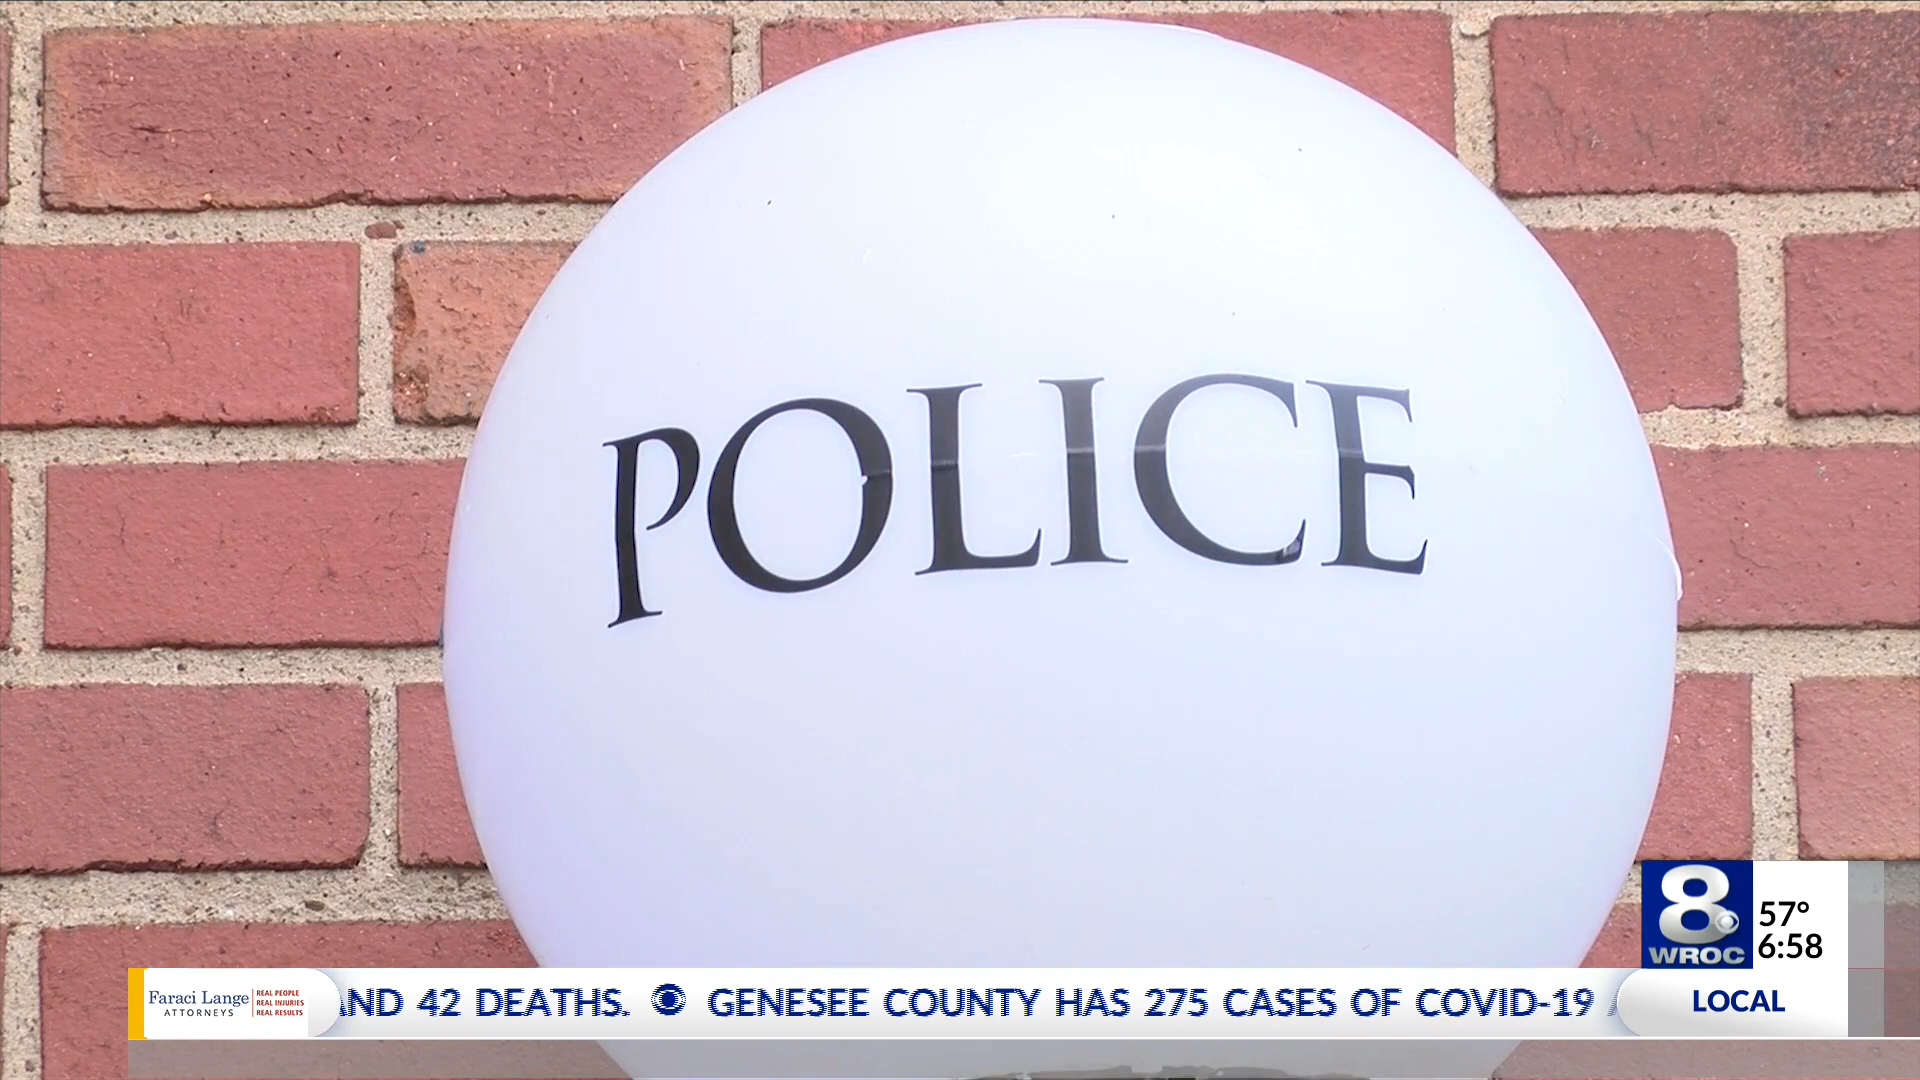 POLICE
8
WROC
57°
6:58
Faraci Lange
ATTORNEYS
REAL PEOPLE
REAL INJURIES
REAL RESULTS
AND 42 DEATHS. GENESEE COUNTY HAS 275 CASES OF COVID-19
LOCAL